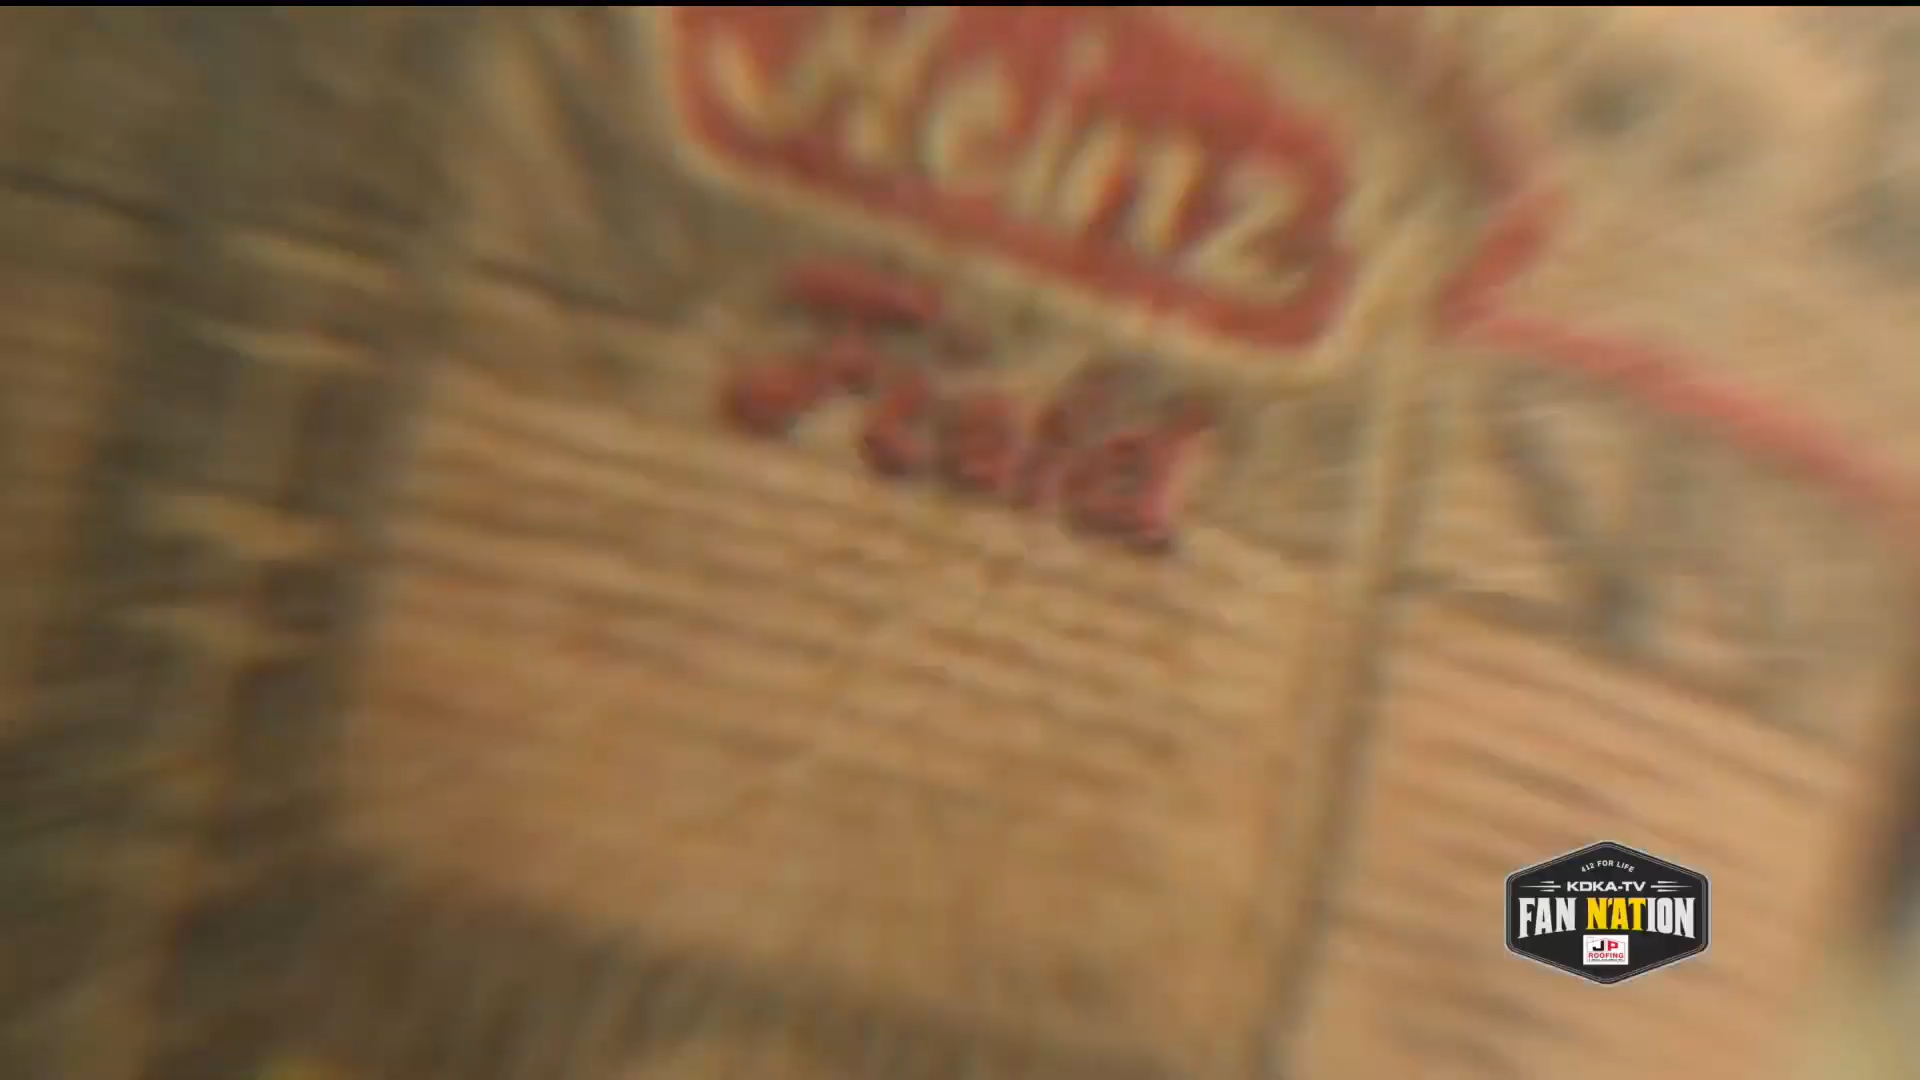 Heinz
Field
412 FOR LIFE
KDKA-TV
FAN N'ATION
JP
ROOFING